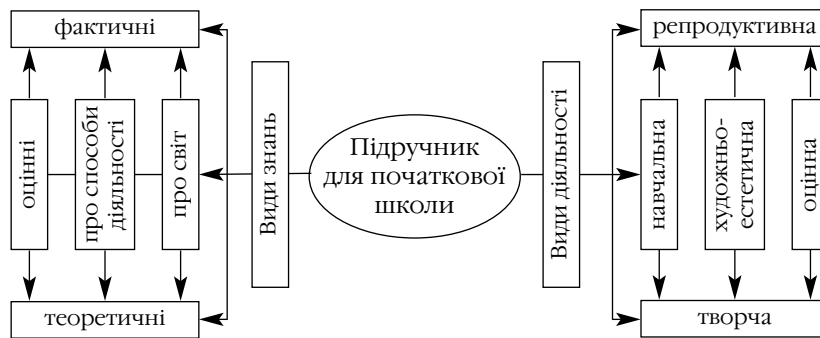 фактичні
оцінні
про способи
діяльності
про світ
теоретичні
Види знань
Підручник
для початкової
школи
Види діяльності
репродуктивна
навчальна
художньо-
естетична
оцінна
творча